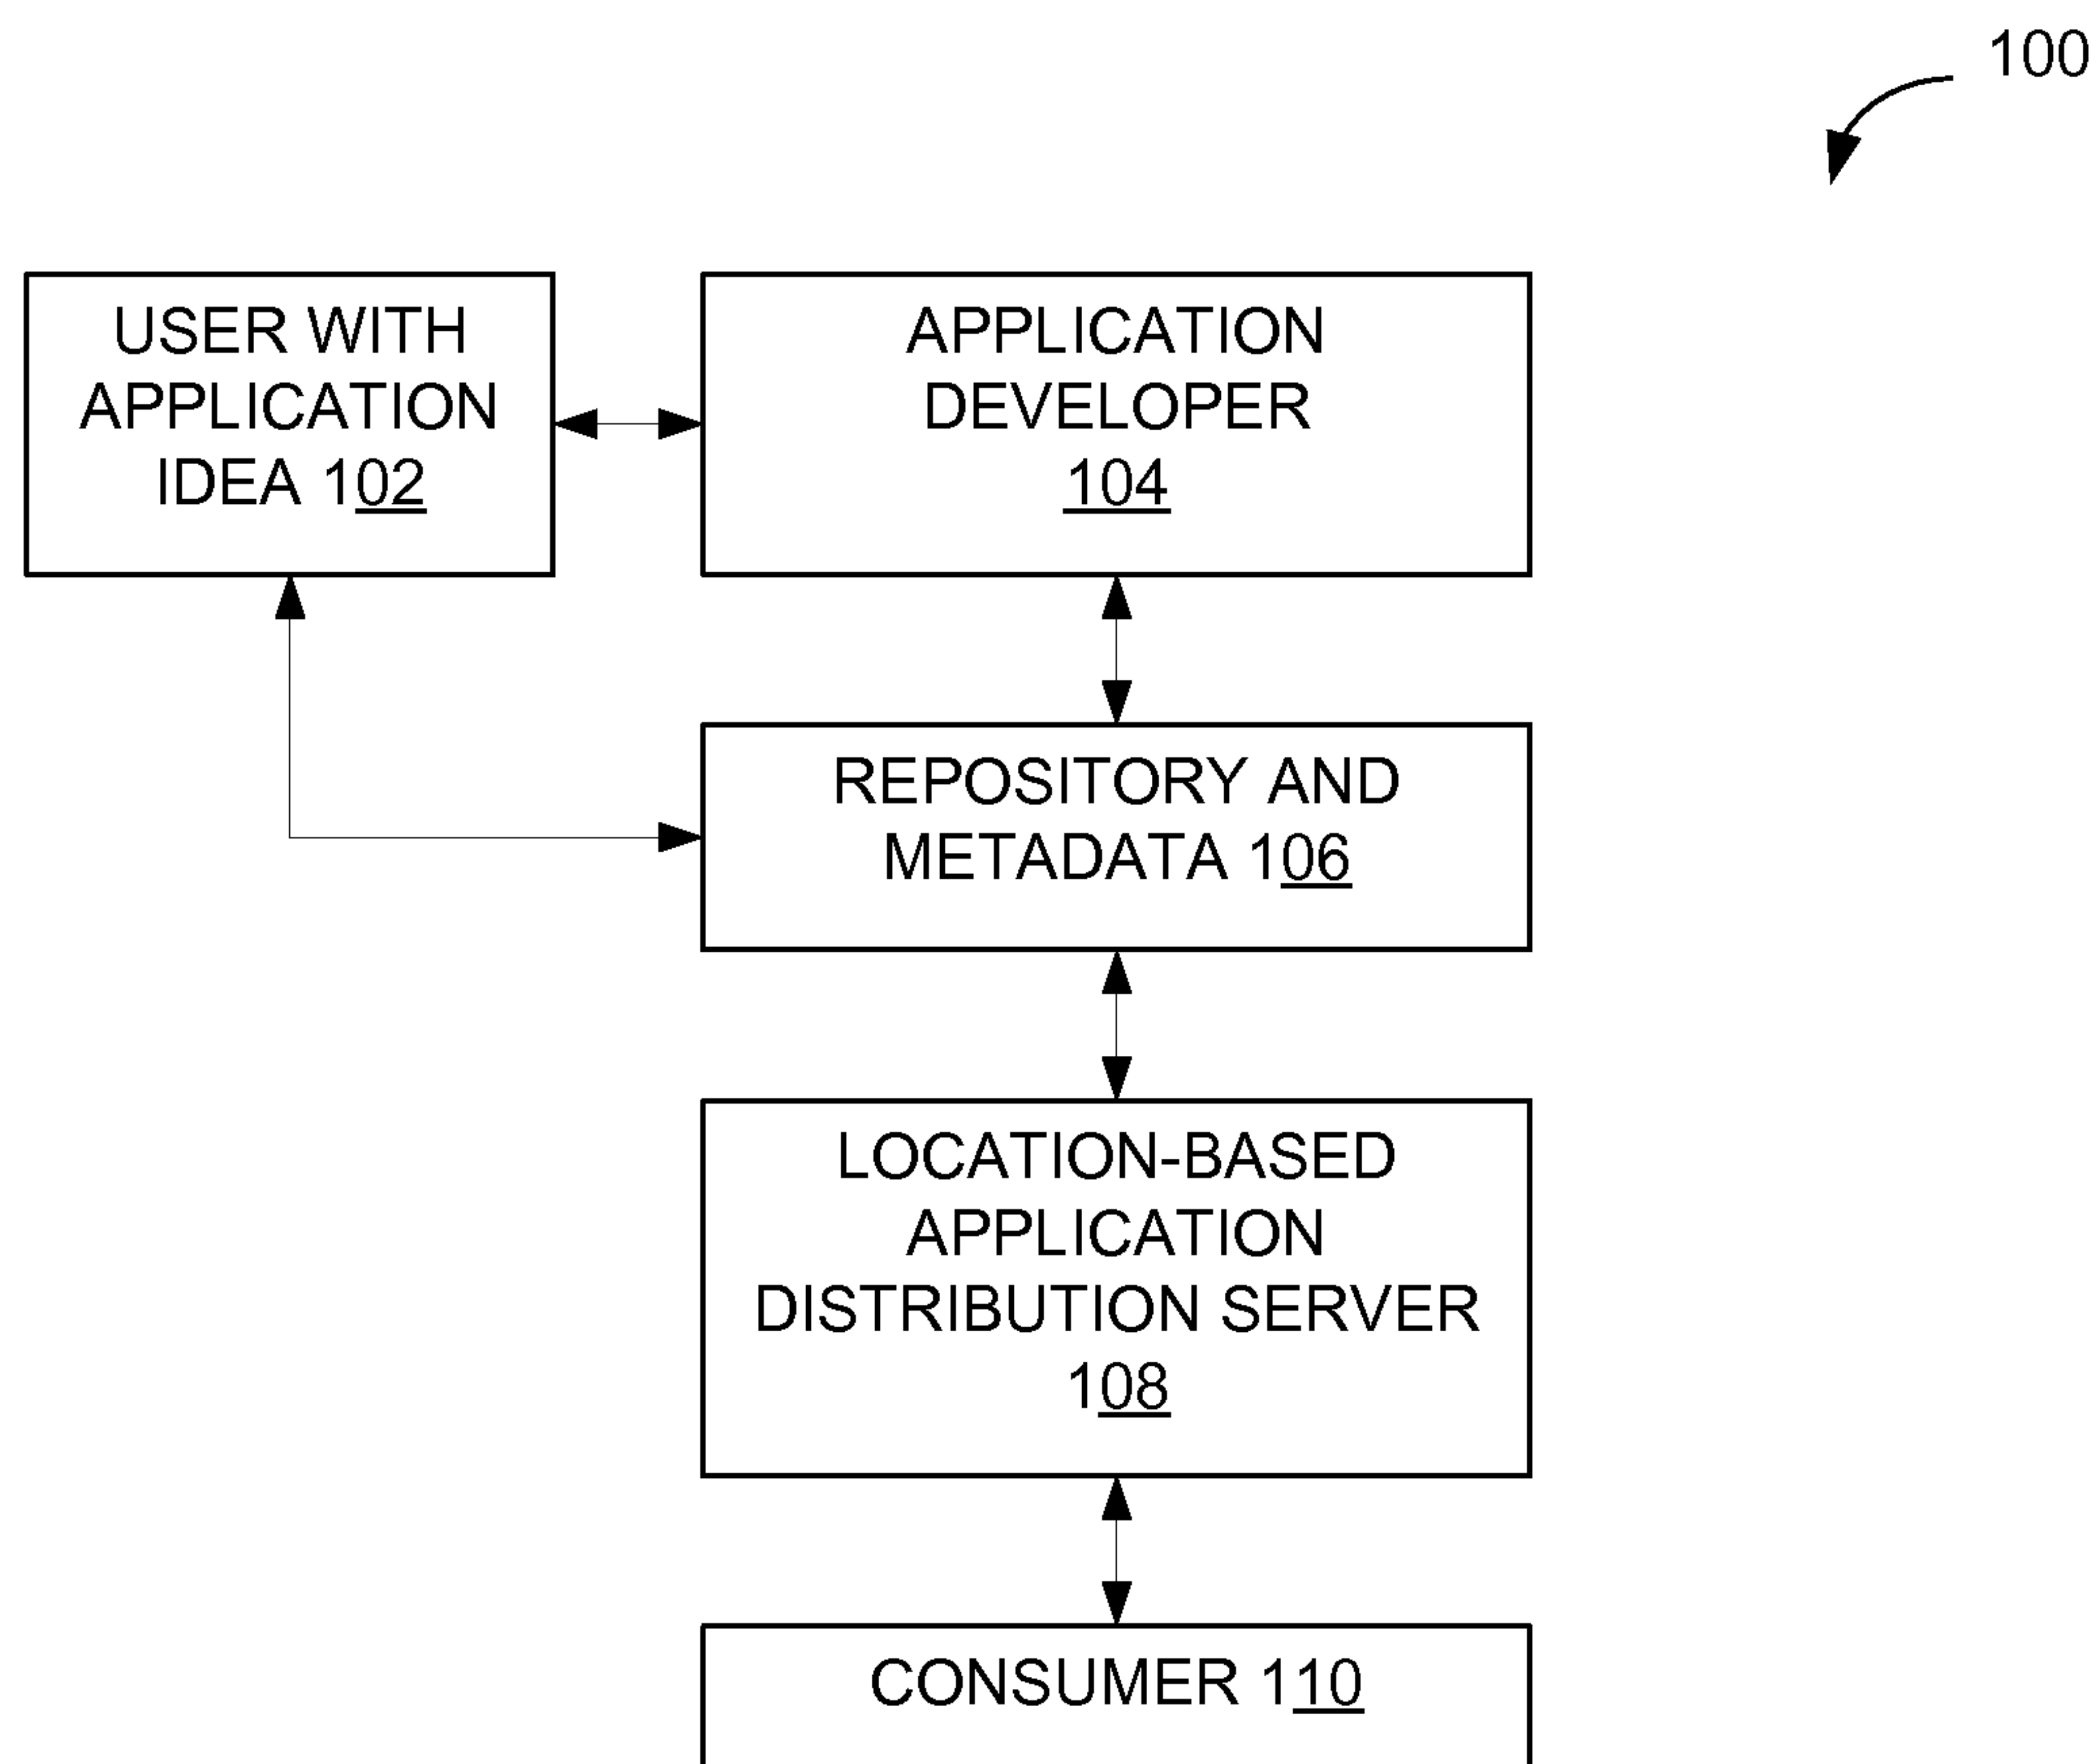 100
USER WITH
APPLICATION
IDEA 102
APPLICATION
DEVELOPER
104
REPOSITORY AND
METADATA 106
LOCATION-BASED
APPLICATION
DISTRIBUTION SERVER
108
CONSUMER 110